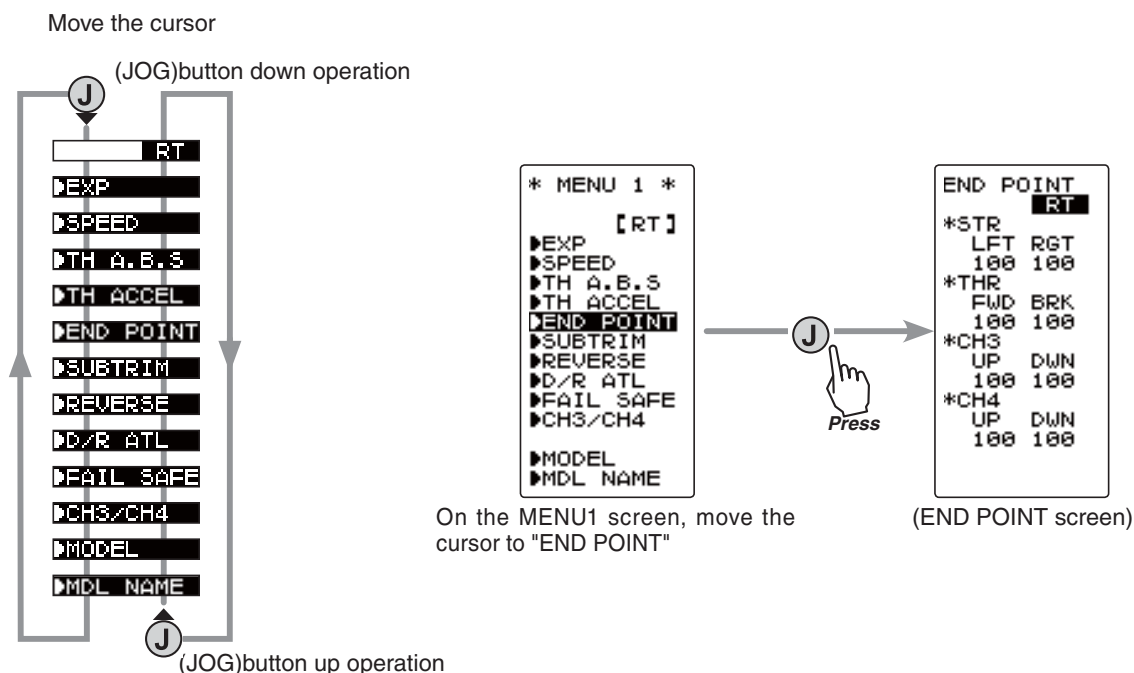 Move the cursor
(JOG)button down operation
J
RT
▶EXP
▶SPEED
▶TH A.B.S
▶TH ACCEL
▶END POINT
▶SUBTRIM
▶REVERSE
▶D/R ATL
▶FAIL SAFE
▶CH3/CH4
▶MODEL
▶MDL NAME
J
(JOG)button up operation
* MENU 1 *
[RT]
▶EXP
▶SPEED
▶TH A.B.S
▶TH ACCEL
▶END POINT
▶SUBTRIM
▶REVERSE
▶D/R ATL
▶FAIL SAFE
▶CH3/CH4
▶MODEL
▶MDL NAME
On the MENU1 screen, move the
cursor to "END POINT"
J
Press
END POINT
RT
*STR
LFT RGT
100 100
*THR
FWD BRK
100 100
*CH3
UP DWN
100 100
*CH4
UP DWN
100 100
(END POINT screen)